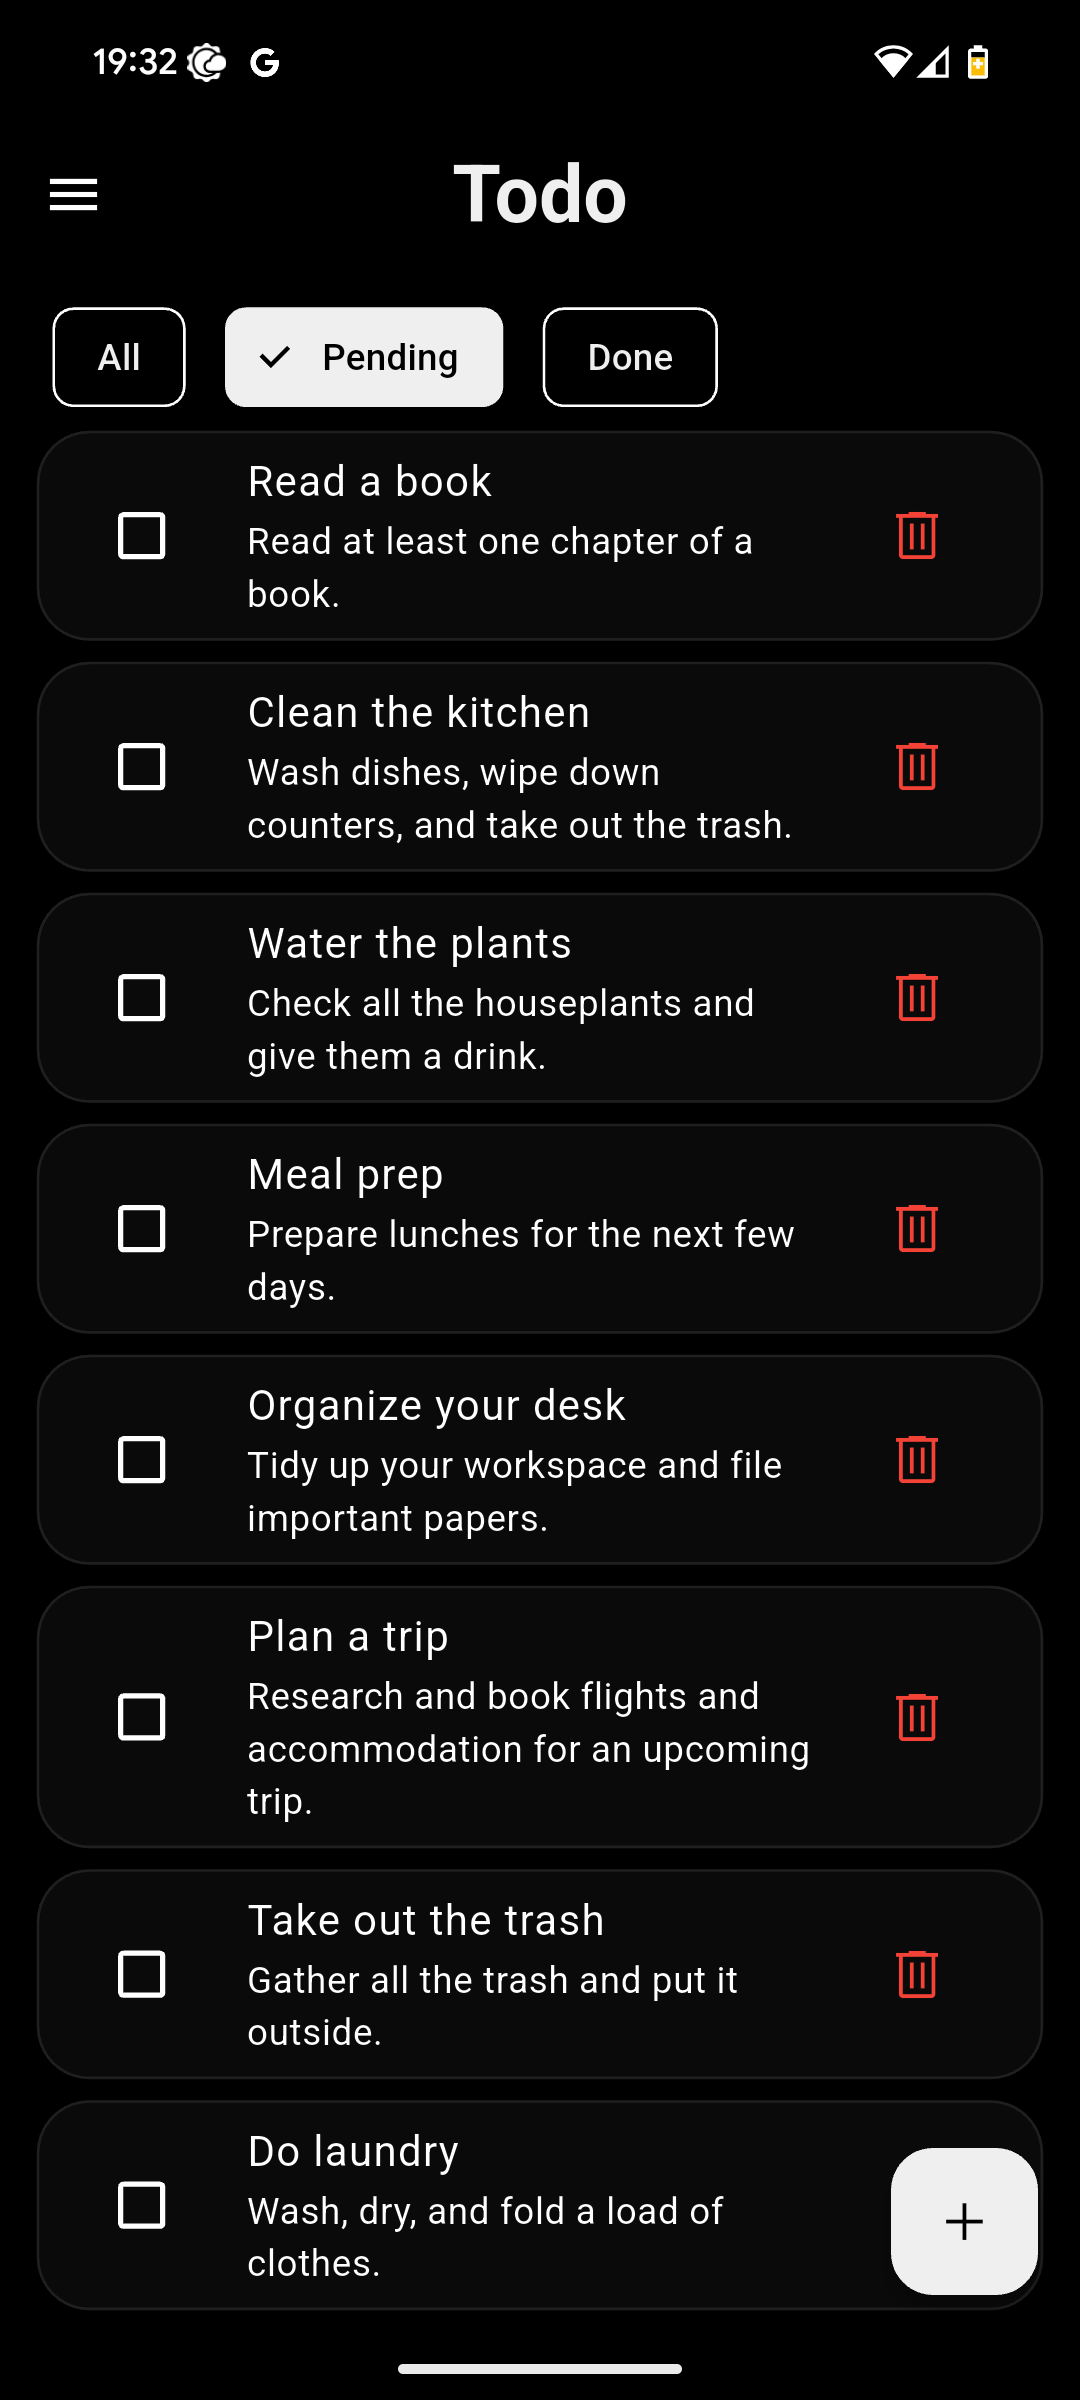 19:32
Todo
All
Pending
Done
Read a book
Read at least one chapter of a
book.
Clean the kitchen
Wash dishes, wipe down
counters, and take out the trash.
Water the plants
Check all the houseplants and
give them a drink.
Meal prep
Prepare lunches for the next few
days.
Organize your desk
Tidy up your workspace and file
important papers.
Plan a trip
Research and book flights and
accommodation for an upcoming
trip.
Take out the trash
Gather all the trash and put it
outside.
Do laundry
Wash, dry, and fold a load of
clothes.